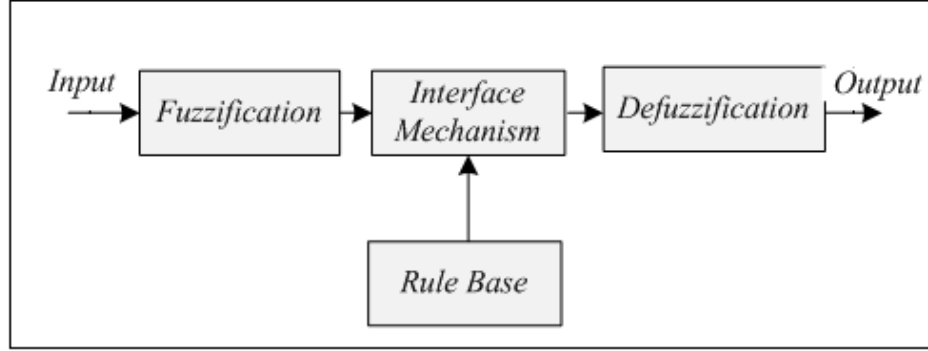 Input
Fuzzification
Interface
Mechanism
Defuzzification
Output
Rule Base